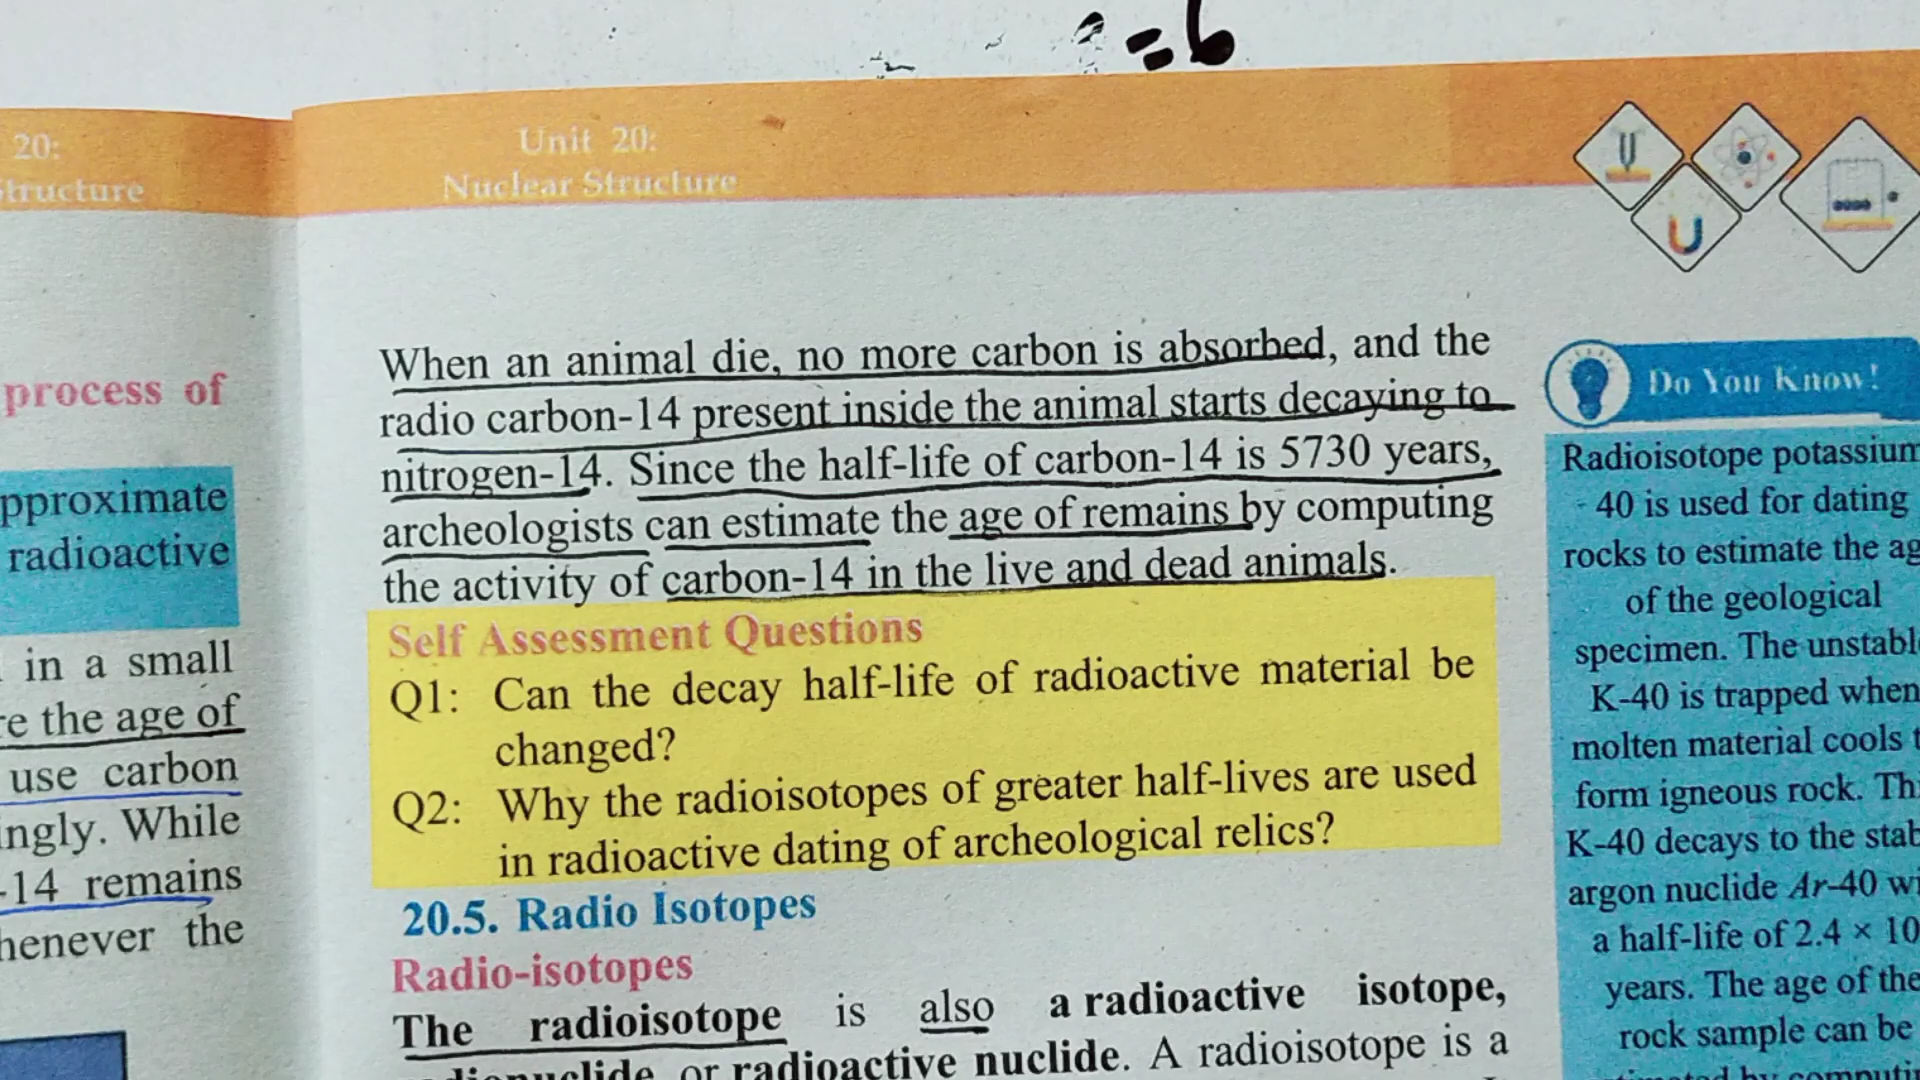 = 6
20:
Structure
process of
pproximate
radioactive
in a small
re the age of
use carbon
ingly. While
-14 remains
henever the
Unit 20:
Nuclear Structure
When an animal die, no more carbon is absorbed, and the
radio carbon-14 present inside the animal starts decaying to
nitrogen-14. Since the half-life of carbon-14 is 5730 years,
archeologists can estimate the age of remains by computing
the activity of carbon-14 in the live and dead animals.
Self Assessment Questions
Q1: Can the decay half-life of radioactive material be
changed?
Q2: Why the radioisotopes of greater half-lives are used
in radioactive dating of archeological relics?
20.5. Radio Isotopes
Radio-isotopes
The radioisotope is also a radioactive isotope,
or radioactive nuclide. A radioisotope is a
Do You Know!
Radioisotope potassium
- 40 is used for dating
rocks to estimate the ag
of the geological
specimen. The unstabl
K-40 is trapped when
molten material cools t
form igneous rock. Th
K-40 decays to the stab
argon nuclide Ar-40 wi
a half-life of 2.4 × 10
years. The age of the
rock sample can be